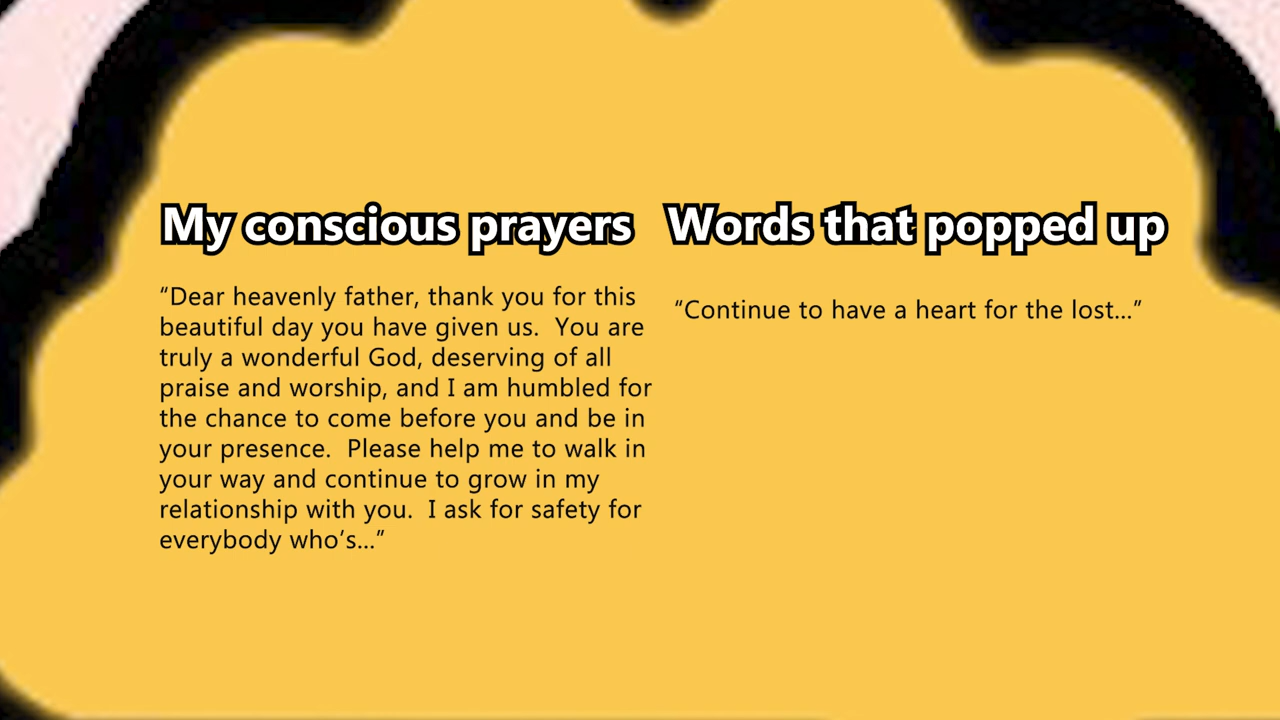 My conscious prayers
“Dear heavenly father, thank you for this
beautiful day you have given us.  You are
truly a wonderful God, deserving of all
praise and worship, and I am humbled for
the chance to come before you and be in
your presence.  Please help me to walk in
your way and continue to grow in my
relationship with you.  I ask for safety for
everybody who’s...”
Words that popped up
“Continue to have a heart for the lost...”